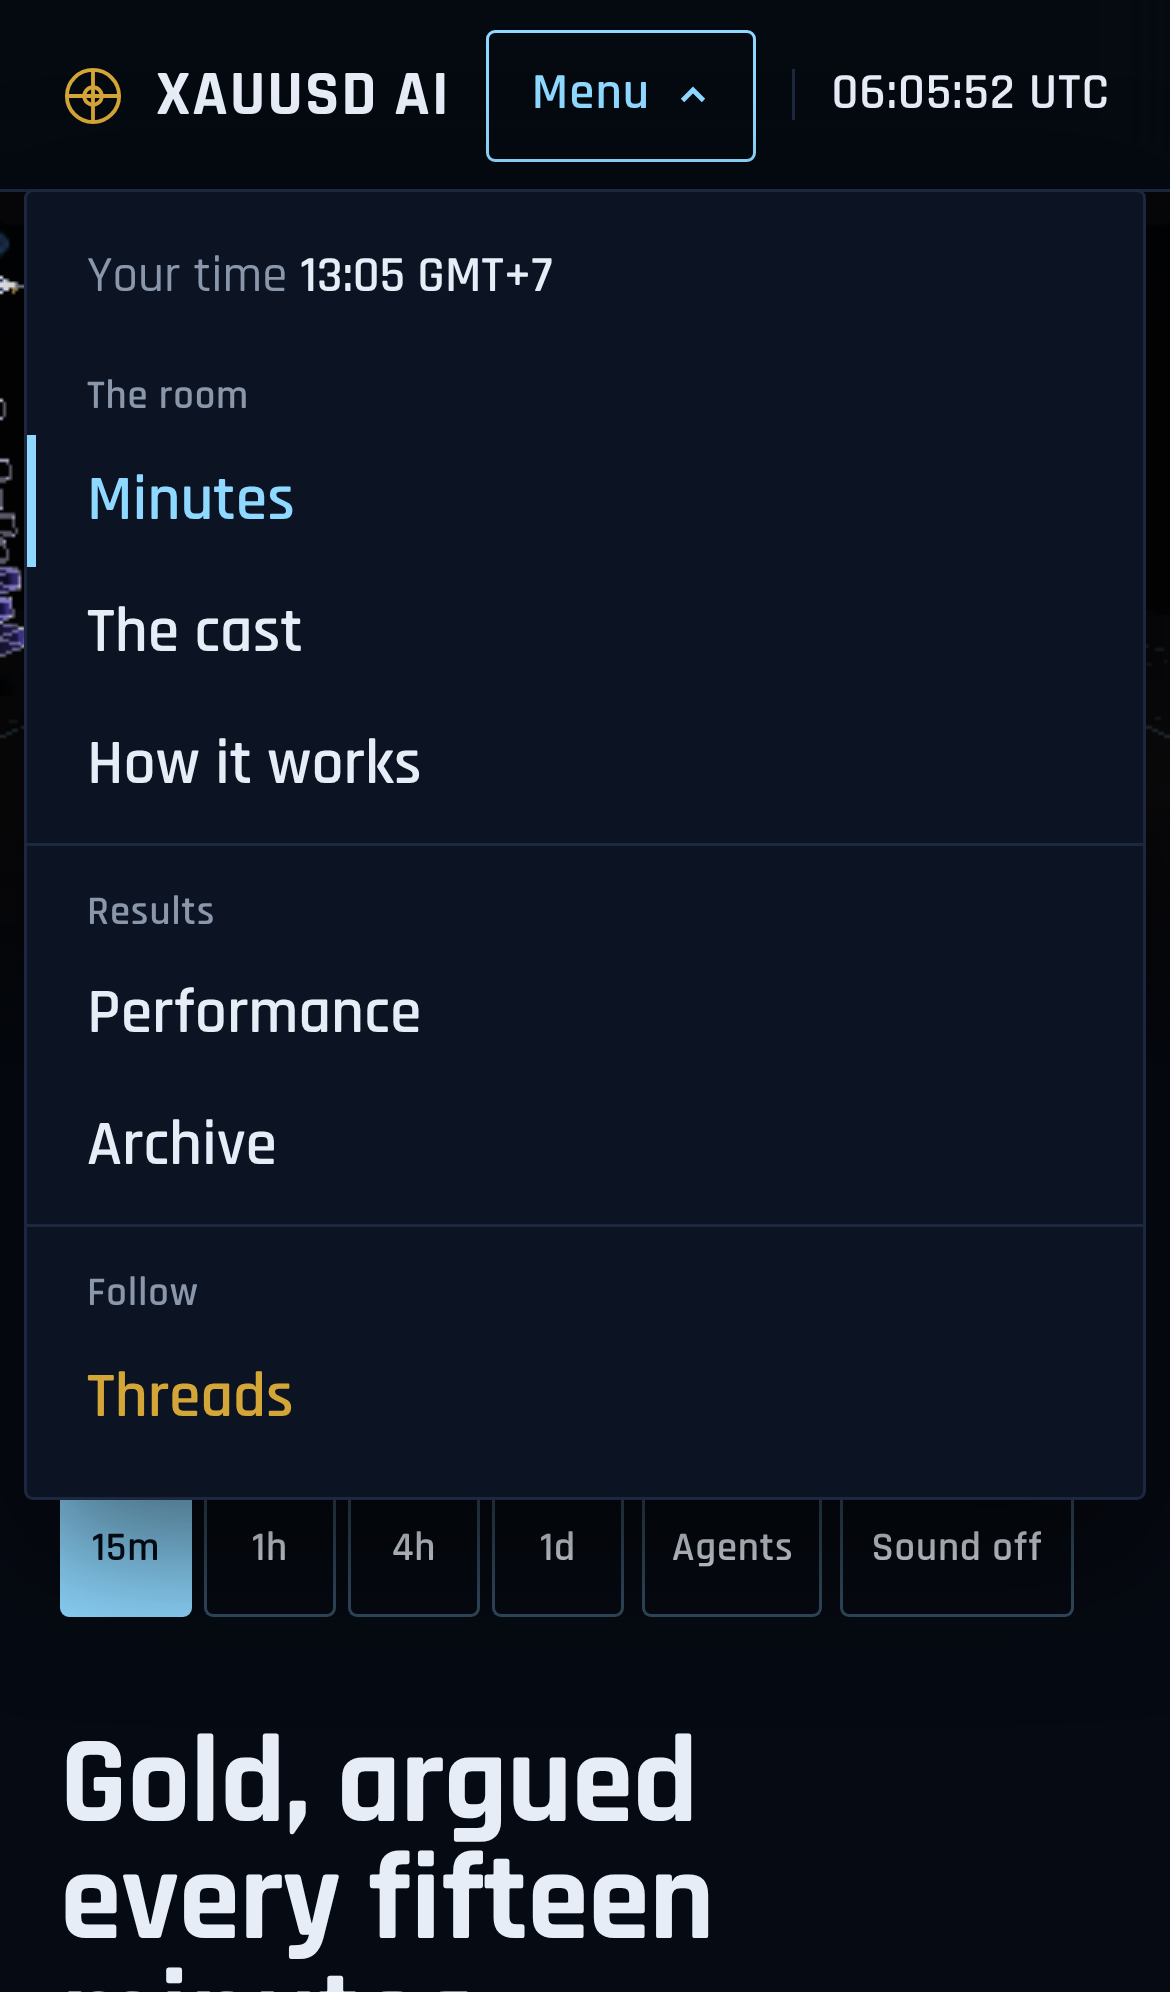 XAUUSD AI
Menu
06:05:52 UTC
Your time 13:05 GMT+7
The room
Minutes
The cast
How it works
Results
Performance
Archive
Follow
Threads
15m
1h
4h
1d
Agents
Sound off
Gold, argued
every fifteen
minutes